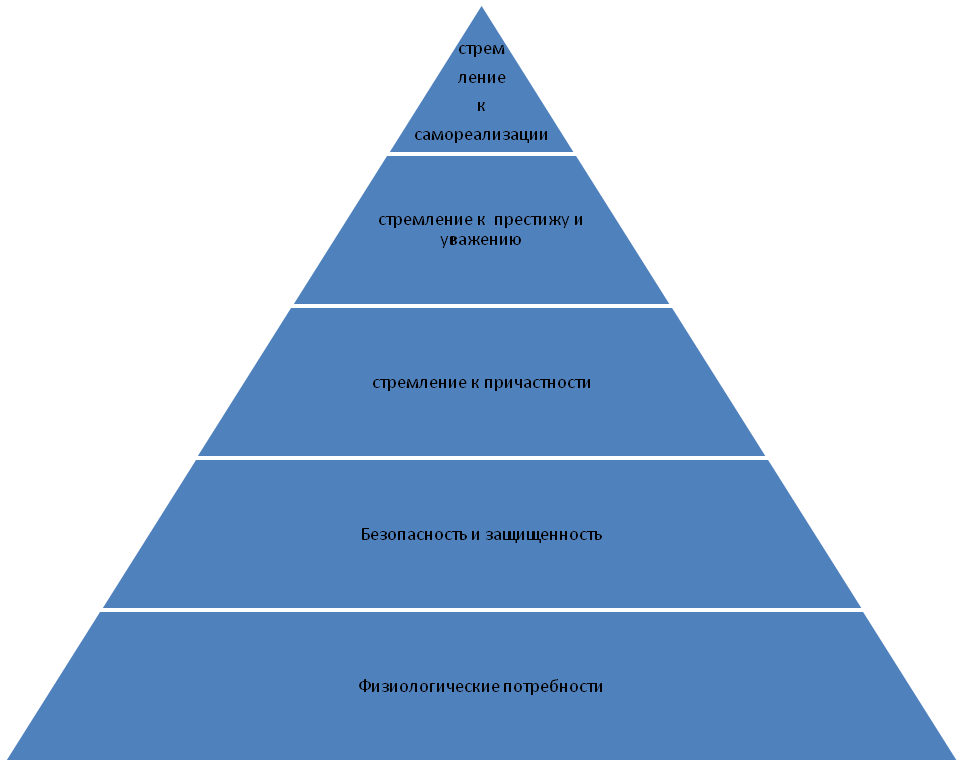 стрем
ление
к
самореализации
стремление к  престижу и
уважению
стремление к причастности
Безопасность и защищенность
Физиологические потребности